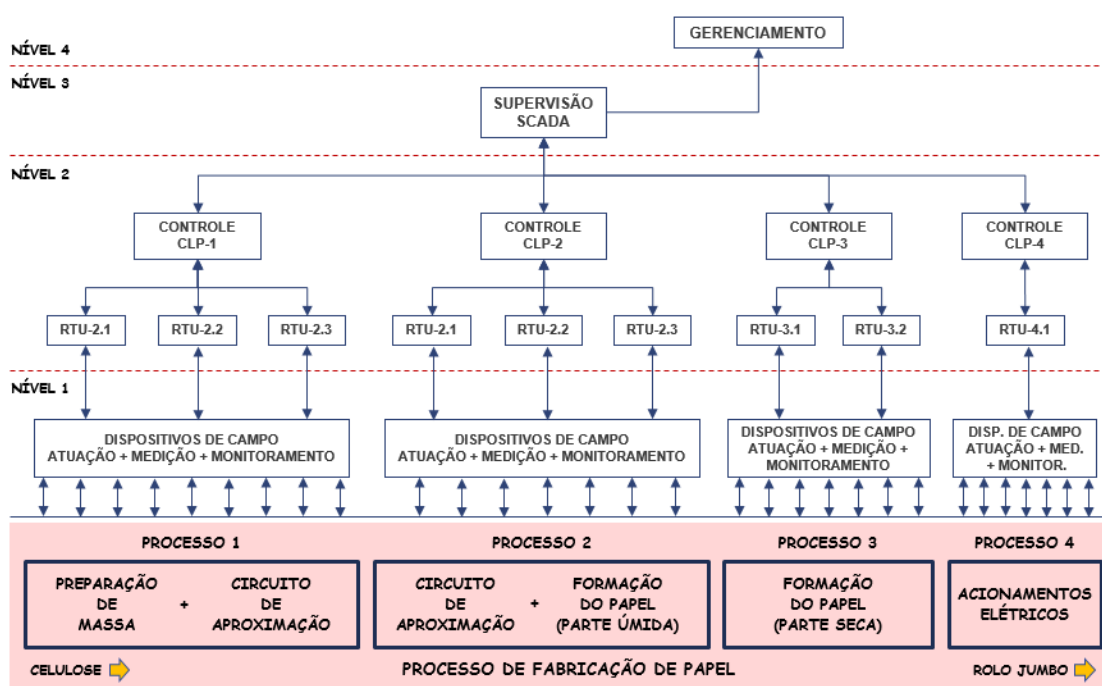 GERENCIAMENTO
NÍVEL 4
NÍVEL 3
SUPERVISÃO
SCADA
NÍVEL 2
CONTROLE
CLP-1
CONTROLE
CLP-2
CONTROLE
CLP-3
CONTROLE
CLP-4
RTU-2.1
RTU-2.2
RTU-2.3
RTU-2.1
RTU-2.2
RTU-2.3
RTU-3.1
RTU-3.2
RTU-4.1
NÍVEL 1
DISPOSITIVOS DE CAMPO
ATUAÇÃO + MEDIÇÃO + MONITORAMENTO
DISPOSITIVOS DE CAMPO
ATUAÇÃO + MEDIÇÃO + MONITORAMENTO
DISPOSITIVOS DE CAMPO
ATUAÇÃO + MEDIÇÃO +
MONITORAMENTO
DISP. DE CAMPO
ATUAÇÃO + MED.
+ MONITOR.
PROCESSO 1
PREPARAÇÃO
DE
MASSA
+
CIRCUITO
DE
APROXIMAÇÃO
PROCESSO 2
CIRCUITO
DE
APROXIMAÇÃO
+
FORMAÇÃO
DO PAPEL
(PARTE ÚMIDA)
PROCESSO 3
FORMAÇÃO
DO PAPEL
(PARTE SECA)
PROCESSO 4
ACIONAMENTOS
ELÉTRICOS
CELULOSE
PROCESSO DE FABRICAÇÃO DE PAPEL
ROLO JUMBO